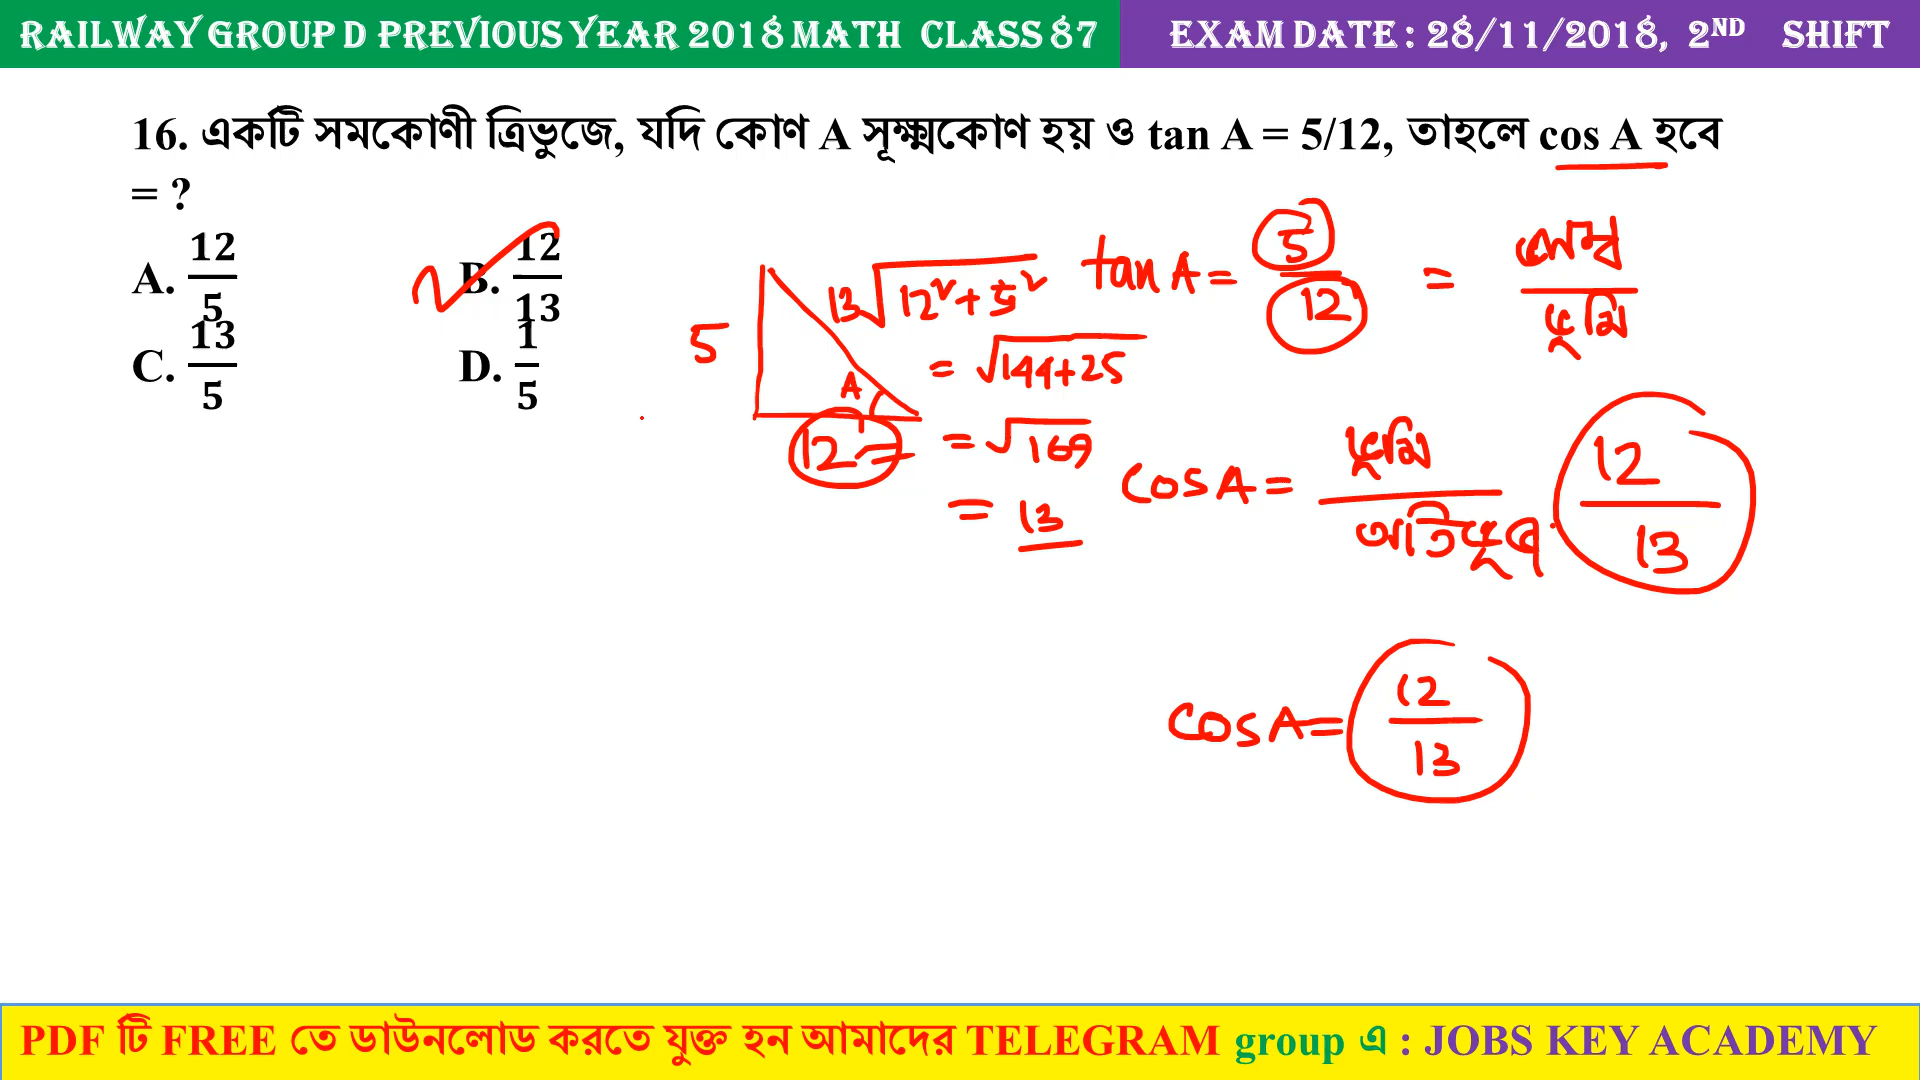 RAILWAY GROUP D PREVIOUS YEAR 2018 MATH CLASS 87
EXAM DATE : 28/11/2018, 2ND SHIFT
16. একটি সমকোণী ত্রিভুজে, যদি কোণ A সূক্ষ্মকোণ হয় ও tan A = 5/12, তাহলে cos A হবে
= ?
A. 12/5
B. 12/13
C. 13/5
D. 1/5
5
13 √12²+5²
A
12
= √144+25
= √169
= 13
tan A = 5/12 = লম্ব/ভূমি
cos A = ভূমি/অতিভূজ 12/13
cos A = 12/13
PDF টি FREE তে ডাউনলোড করতে যুক্ত হন আমাদের TELEGRAM group এ : JOBS KEY ACADEMY